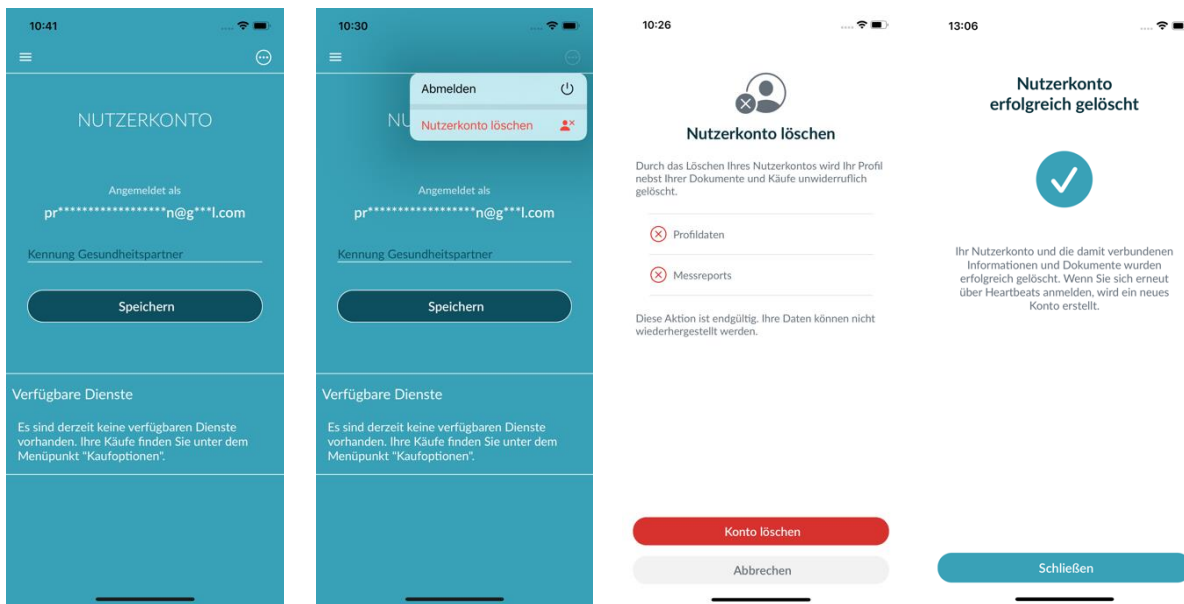 10:41
NUTZERKONTO
Angemeldet als
pr******************n@g***l.com
Kennung Gesundheitspartner
Speichern
Verfügbare Dienste
Es sind derzeit keine verfügbaren Dienste
vorhanden. Ihre Käufe finden Sie unter dem
Menüpunkt "Kaufoptionen".
10:30
Abmelden
NU
Nutzerkonto löschen
Angemeldet als
pr******************n@g***l.com
Kennung Gesundheitspartner
Speichern
Verfügbare Dienste
Es sind derzeit keine verfügbaren Dienste
vorhanden. Ihre Käufe finden Sie unter dem
Menüpunkt "Kaufoptionen".
10:26
Nutzerkonto löschen
Durch das Löschen Ihres Nutzerkontos wird Ihr Profil
nebst Ihrer Dokumente und Käufe unwiderruflich
gelöscht.
Profildaten
Messreports
Diese Aktion ist endgültig. Ihre Daten können nicht
wiederhergestellt werden.
Konto löschen
Abbrechen
13:06
Nutzerkonto
erfolgreich gelöscht
Ihr Nutzerkonto und die damit verbundenen
Informationen und Dokumente wurden
erfolgreich gelöscht. Wenn Sie sich erneut
über Heartbeats anmelden, wird ein neues
Konto erstellt.
Schließen